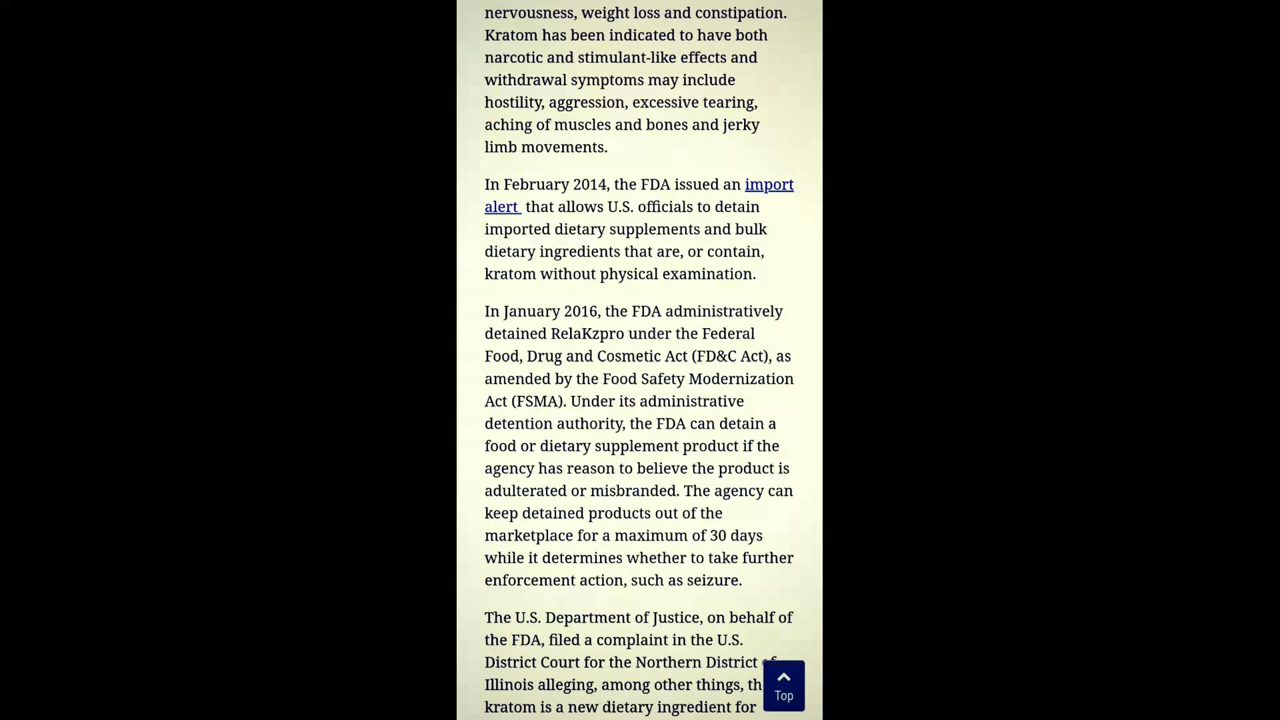 nervousness, weight loss and constipation.
Kratom has been indicated to have both
narcotic and stimulant-like effects and
withdrawal symptoms may include
hostility, aggression, excessive tearing,
aching of muscles and bones and jerky
limb movements.
In February 2014, the FDA issued an import
alert that allows U.S. officials to detain
imported dietary supplements and bulk
dietary ingredients that are, or contain,
kratom without physical examination.
In January 2016, the FDA administratively
detained RelaKzpro under the Federal
Food, Drug and Cosmetic Act (FD&C Act), as
amended by the Food Safety Modernization
Act (FSMA). Under its administrative
detention authority, the FDA can detain a
food or dietary supplement product if the
agency has reason to believe the product is
adulterated or misbranded. The agency can
keep detained products out of the
marketplace for a maximum of 30 days
while it determines whether to take further
enforcement action, such as seizure.
The U.S. Department of Justice, on behalf of
the FDA, filed a complaint in the U.S.
District Court for the Northern District of
Illinois alleging, among other things, th
kratom is a new dietary ingredient for
Top